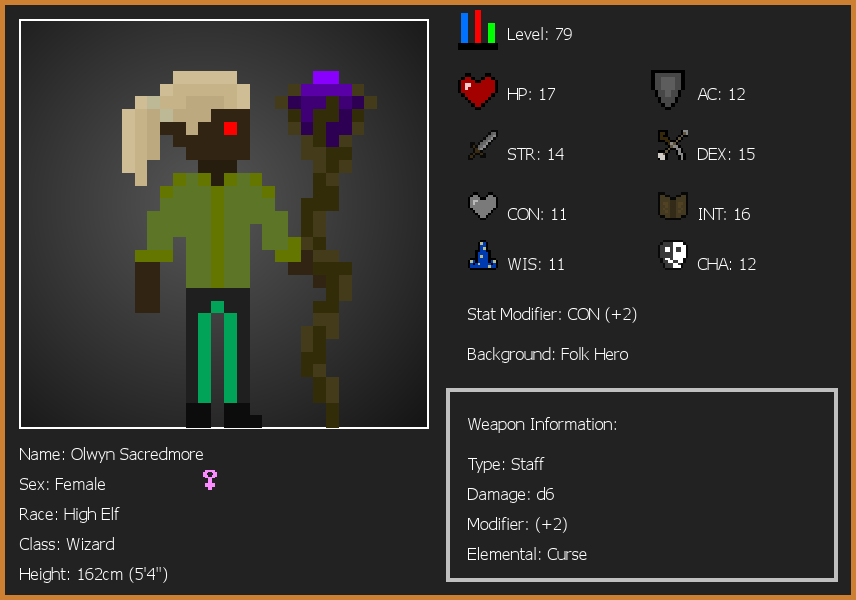 Level: 79
HP: 17
AC: 12
STR: 14
DEX: 15
CON: 11
INT: 16
WIS: 11
CHA: 12
Stat Modifier: CON (+2)
Background: Folk Hero
Weapon Information:
Type: Staff
Damage: d6
Modifier: (+2)
Elemental: Curse
Name: Olwyn Sacredmore
Sex: Female
Race: High Elf
Class: Wizard
Height: 162cm (5'4")